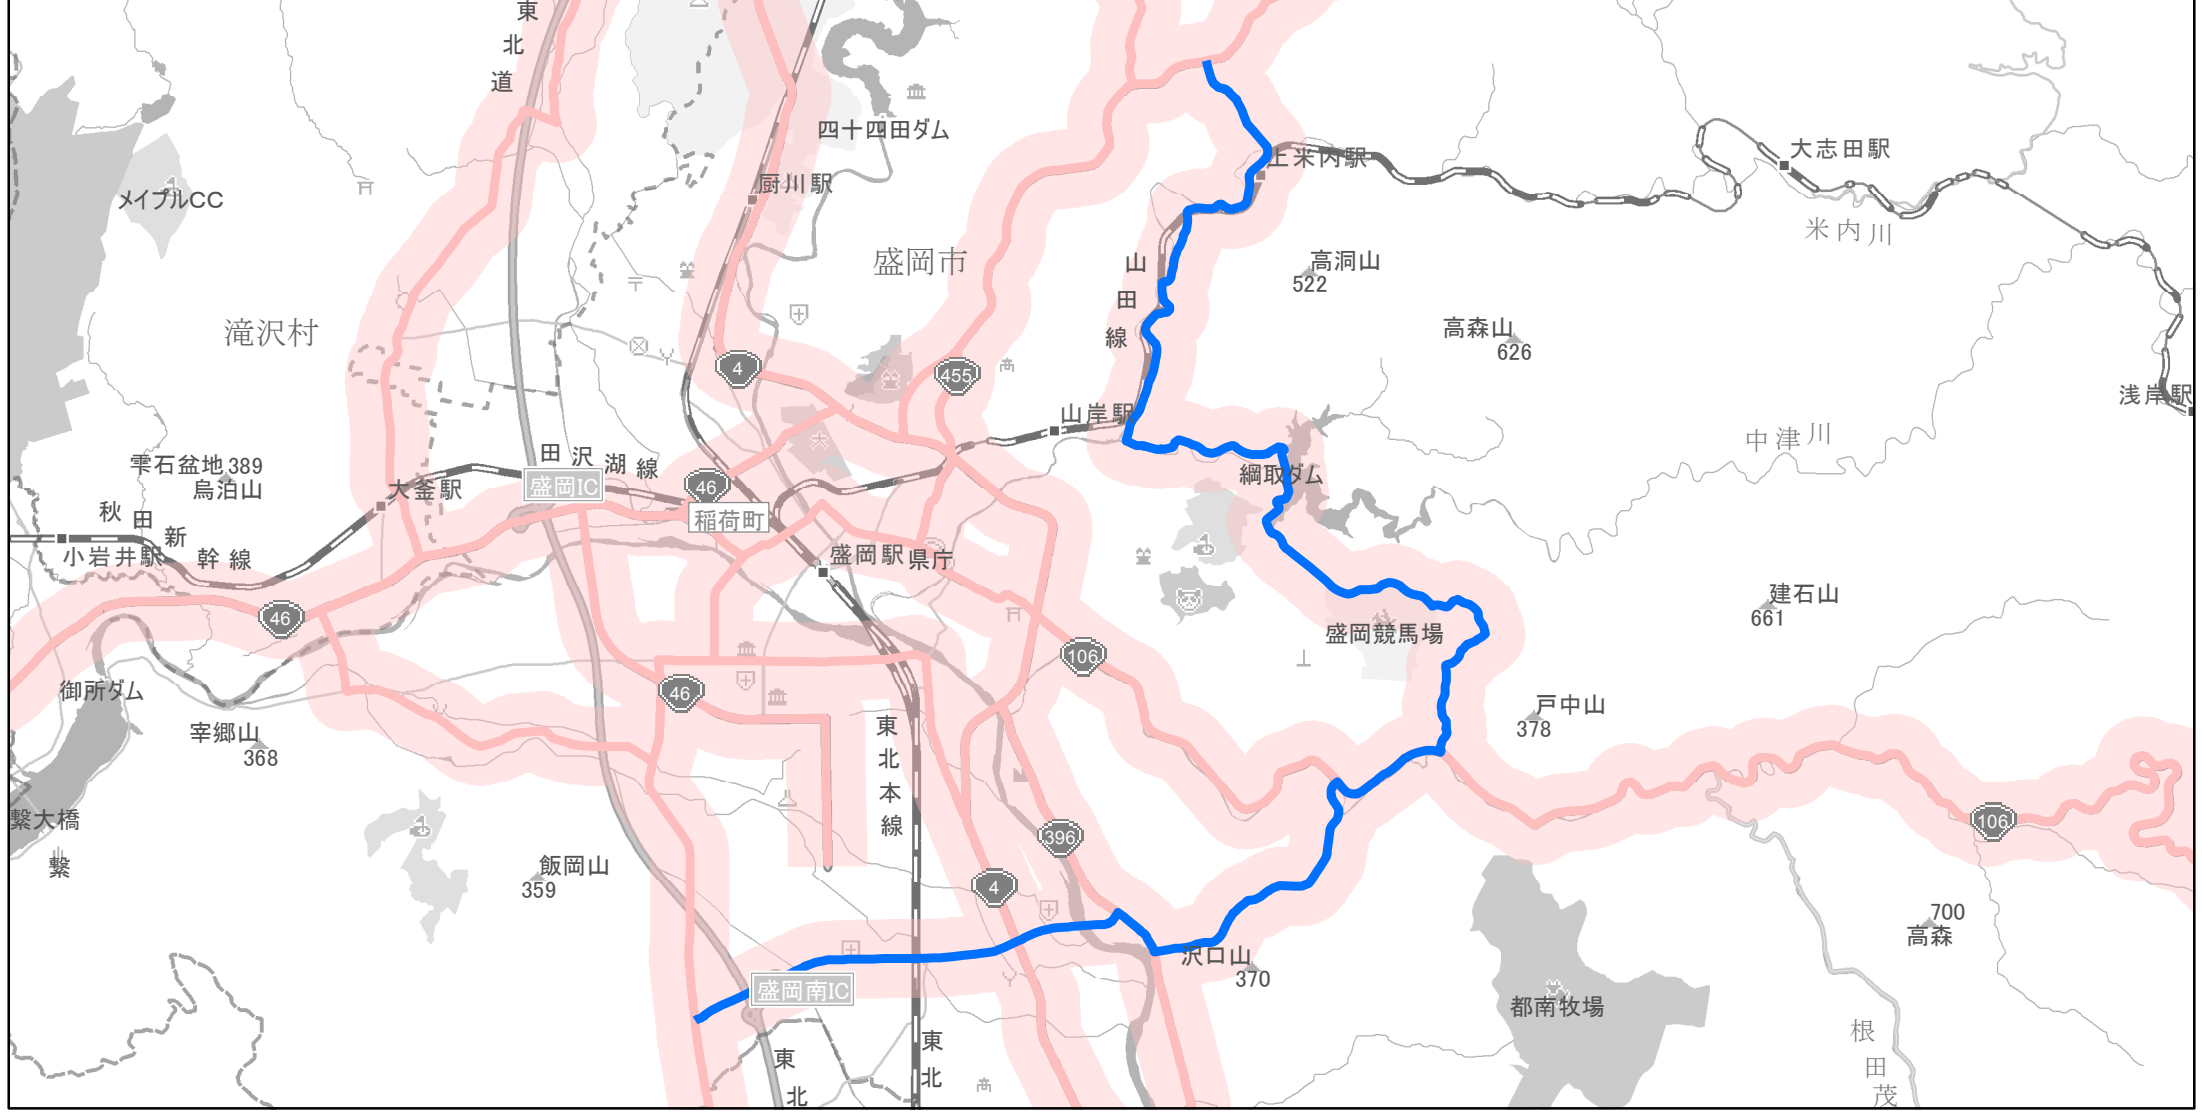 東北道
四十四田ダム
メイプルCC
厨川駅
上米内駅
大志田駅
米内川
盛岡市
山田線
高洞山
522
滝沢村
高森山
626
4
455
浅岸駅
山岸駅
中津川
雫石盆地 389
烏泊山
田沢湖線
盛岡IC
大釜駅
46
綱取ダム
稲荷町
秋田新幹線
小岩井駅
盛岡駅
県庁
46
建石山
661
盛岡競馬場
106
御所ダム
46
戸中山
378
宰郷山
368
東北本線
繋大橋
繋
106
396
飯岡山
359
4
700
高森
沢口山
370
盛岡南IC
都南牧場
根田茂
東北
東北